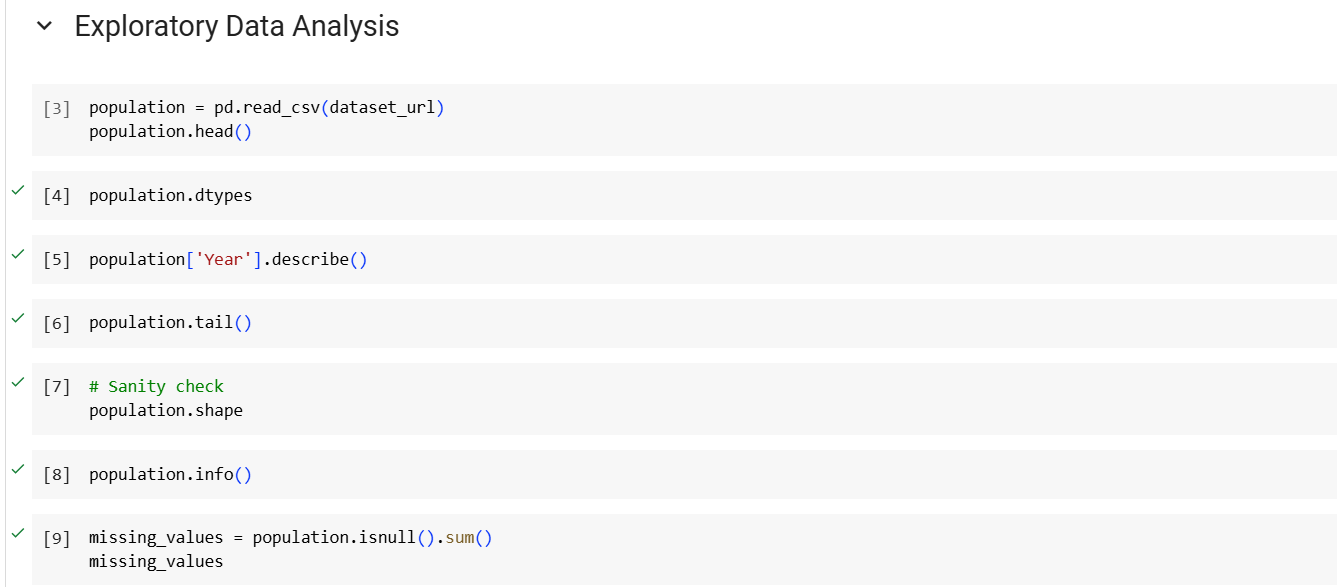 Exploratory Data Analysis
[3] population = pd.read_csv(dataset_url)
population.head()
[4] population.dtypes
[5] population['Year'].describe()
[6] population.tail()
[7] # Sanity check
population.shape
[8] population.info()
[9] missing_values = population.isnull().sum()
missing_values